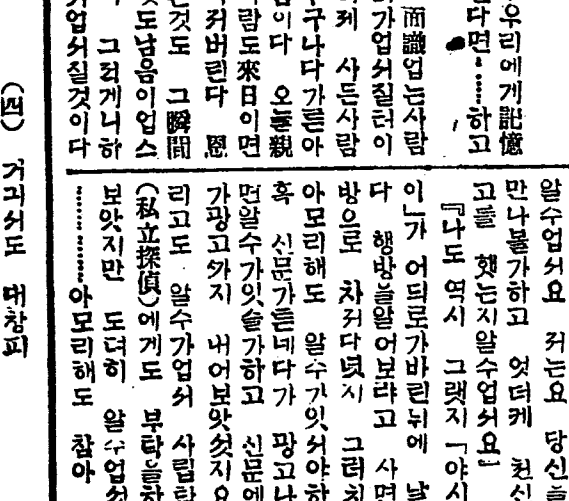 우리에게記憶
다면……하고
而識업는사람
가업서질터이
제 사든사람
구나다가튼아
이다 오늘親
람도來日이면
저버린다 恩
것도 그瞬間
도남음이업스
그러게니하
업서질것이다
알수업서요 저는요 당신을
만나볼가하고 엇더케 천신
고를 햇는지알수업서요」
『나도 역시 그랫지 「야시
이」가 어듸로가바린뒤에 날
다 행방을알어보랴고 사면
방으로 차저다녓지 그러치
아모리해도 알수가잇서야하
혹 신문가튼데다가 광고나
면알수가잇슬가하고 신문에
가광고까지 내어보앗섯지요
리고도 알수가업서 사립탐
(私立探偵)에게도 부탁을
보앗지만 도뎌히 알수업섯
…………아모리해도 참아
(四) 거긔서도 대창피